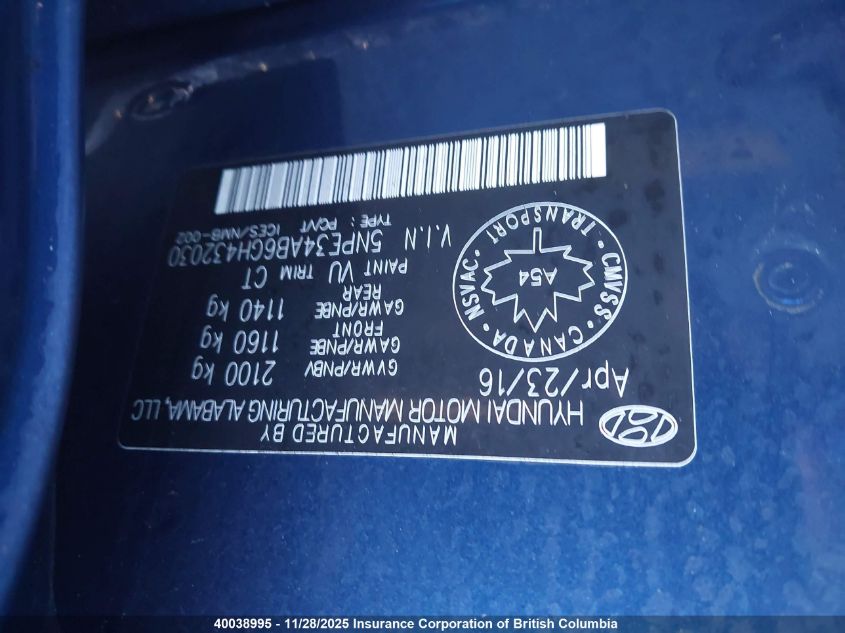 MANUFACTURED BY
HYUNDAI MOTOR MANUFACTURING ALABAMA, LLC
Apr/23/16
GVWR/PNBV 2100 kg
GAWR/PNBE FRONT 1160 kg
GAWR/PNBE REAR 1140 kg
PAINT VU TRIM CT
V.I.N 5NPE34AB6GH432030
TYPE : PC/VT ICES/NMB-002
CMVSS · CANADA · NSVAC · TRANSPORT ·
A54
40038995 - 11/28/2025 Insurance Corporation of British Columbia